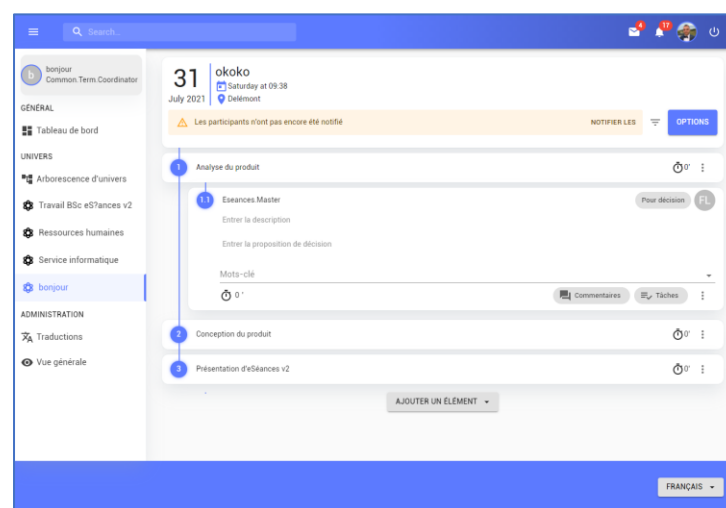 Search...
4
17
b
bonjour
Common.Term.Coordinator
GÉNÉRAL
Tableau de bord
UNIVERS
Arborescence d'univers
Travail BSc eS?ances v2
Ressources humaines
Service informatique
bonjour
ADMINISTRATION
Traductions
Vue générale
31
July 2021
okoko
Saturday at 09:38
Delémont
Les participants n'ont pas encore été notifié
NOTIFIER LES
OPTIONS
1
Analyse du produit
0'
1.1
Eseances.Master
Pour décision
FL
Entrer la description
Entrer la proposition de décision
Mots-clé
0 '
Commentaires
Tâches
2
Conception du produit
0'
3
Présentation d'eSéances v2
0'
AJOUTER UN ÉLÉMENT
FRANÇAIS